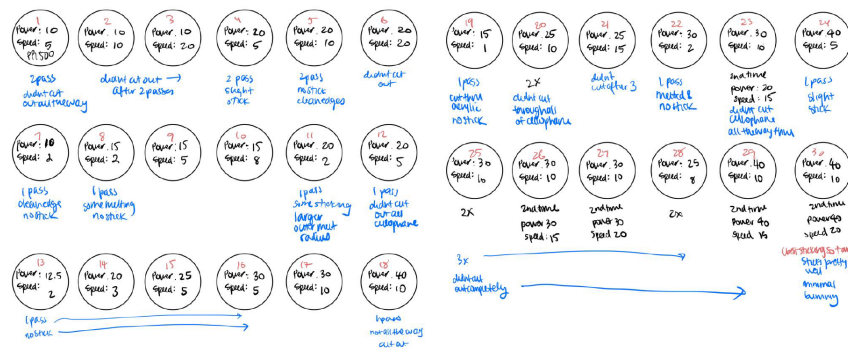 1
Power: 10
Speed: 5
PPI 500
2 pass
didnt cut
out all the way
2
Power: 10
Speed: 10
3
Power: 10
Speed: 20
didnt cut out →
after 2 passes
4
Power: 20
Speed: 5
2 pass
slight
stick
5
Power: 20
Speed: 10
2 pass
no stick
clean edges
6
Power: 20
Speed: 20
didnt cut
out
7
Power: 10
Speed: 2
1 pass
clean edge
no stick
8
Power: 15
Speed: 2
1 pass
some melting
no stick
9
Power: 15
Speed: 5
10
Power: 15
Speed: 8
11
Power: 20
Speed: 2
1 pass
some sticking
larger
outer melt
radius
12
Power: 20
Speed: 5
1 pass
didnt cut
out all
cellophane
13
Power: 12.5
Speed: 2
14
Power: 20
Speed: 3
15
Power: 25
Speed: 5
16
Power: 30
Speed: 5
17
Power: 30
Speed: 10
18
Power: 40
Speed: 10
1 pass
no stick
not all the way
cut out
19
Power: 15
Speed: 1
1 pass
cut thru
acrylic
no stick
20
Power: 25
Speed: 10
2x
didnt cut
through all
of cellophane
21
Power: 25
Speed: 15
didnt
cut after 3
22
Power: 30
Speed: 2
1 pass
melted &
no stick
23
Power: 30
Speed: 10
2nd time
power: 20
speed: 15
didnt cut
cellophane
all the way thru
24
Power: 40
Speed: 5
1 pass
slight
stick
25
Power: 30
Speed: 10
2x
26
Power: 30
Speed: 10
2nd time
power 30
speed: 15
27
Power: 30
Speed: 10
2nd time
power 30
Speed 20
28
Power: 25
Speed: 8
2x
29
Power: 40
Speed: 10
2nd time
Power 40
speed 15
30
Power: 40
Speed: 10
2nd time
power 40
speed 20
3x
didnt cut
out completely
sticks pretty
well
minimal
burning